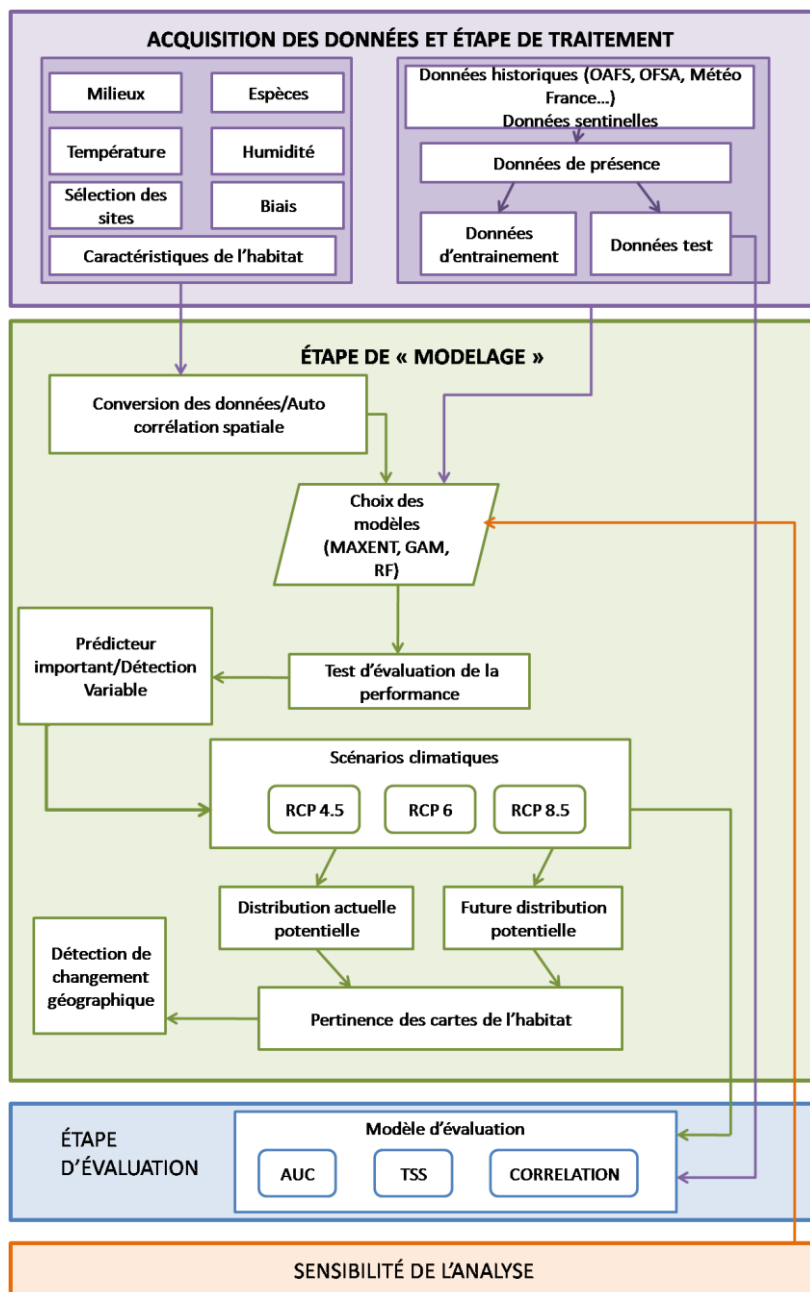 ACQUISITION DES DONNÉES ET ÉTAPE DE TRAITEMENT
Milieux
Espèces
Température
Humidité
Sélection des
sites
Biais
Caractéristiques de l'habitat
Données historiques (OAFS, OFSA, Météo
France...)
Données sentinelles
Données de présence
Données
d'entrainement
Données test
ÉTAPE DE « MODELAGE »
Conversion des données/Auto
corrélation spatiale
Choix des
modèles
(MAXENT, GAM,
RF)
Test d'évaluation de la
performance
Prédicteur
important/Détection
Variable
Scénarios climatiques
RCP 4.5
RCP 6
RCP 8.5
Distribution actuelle
potentielle
Future distribution
potentielle
Détection de
changement
géographique
Pertinence des cartes de l'habitat
ÉTAPE
D'ÉVALUATION
Modèle d'évaluation
AUC
TSS
CORRELATION
SENSIBILITÉ DE L'ANALYSE